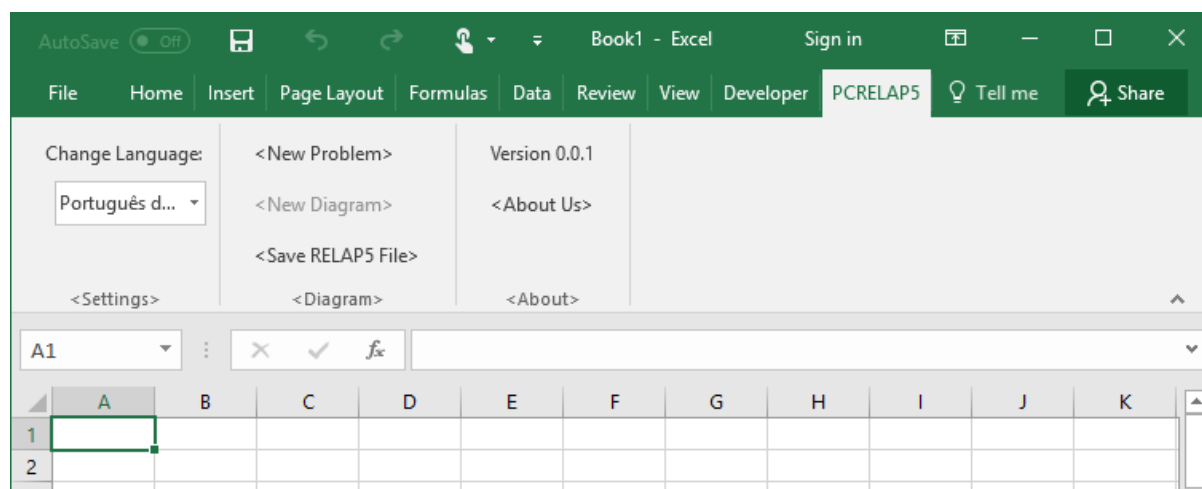 AutoSave Off Book1 - Excel Sign in
File Home Insert Page Layout Formulas Data Review View Developer PCRELAP5 Tell me Share
Change Language: <New Problem> Version 0.0.1
Português d... <New Diagram> <About Us>
<Save RELAP5 File>
<Settings> <Diagram> <About>
A1 fx
A B C D E F G H I J K
1
2